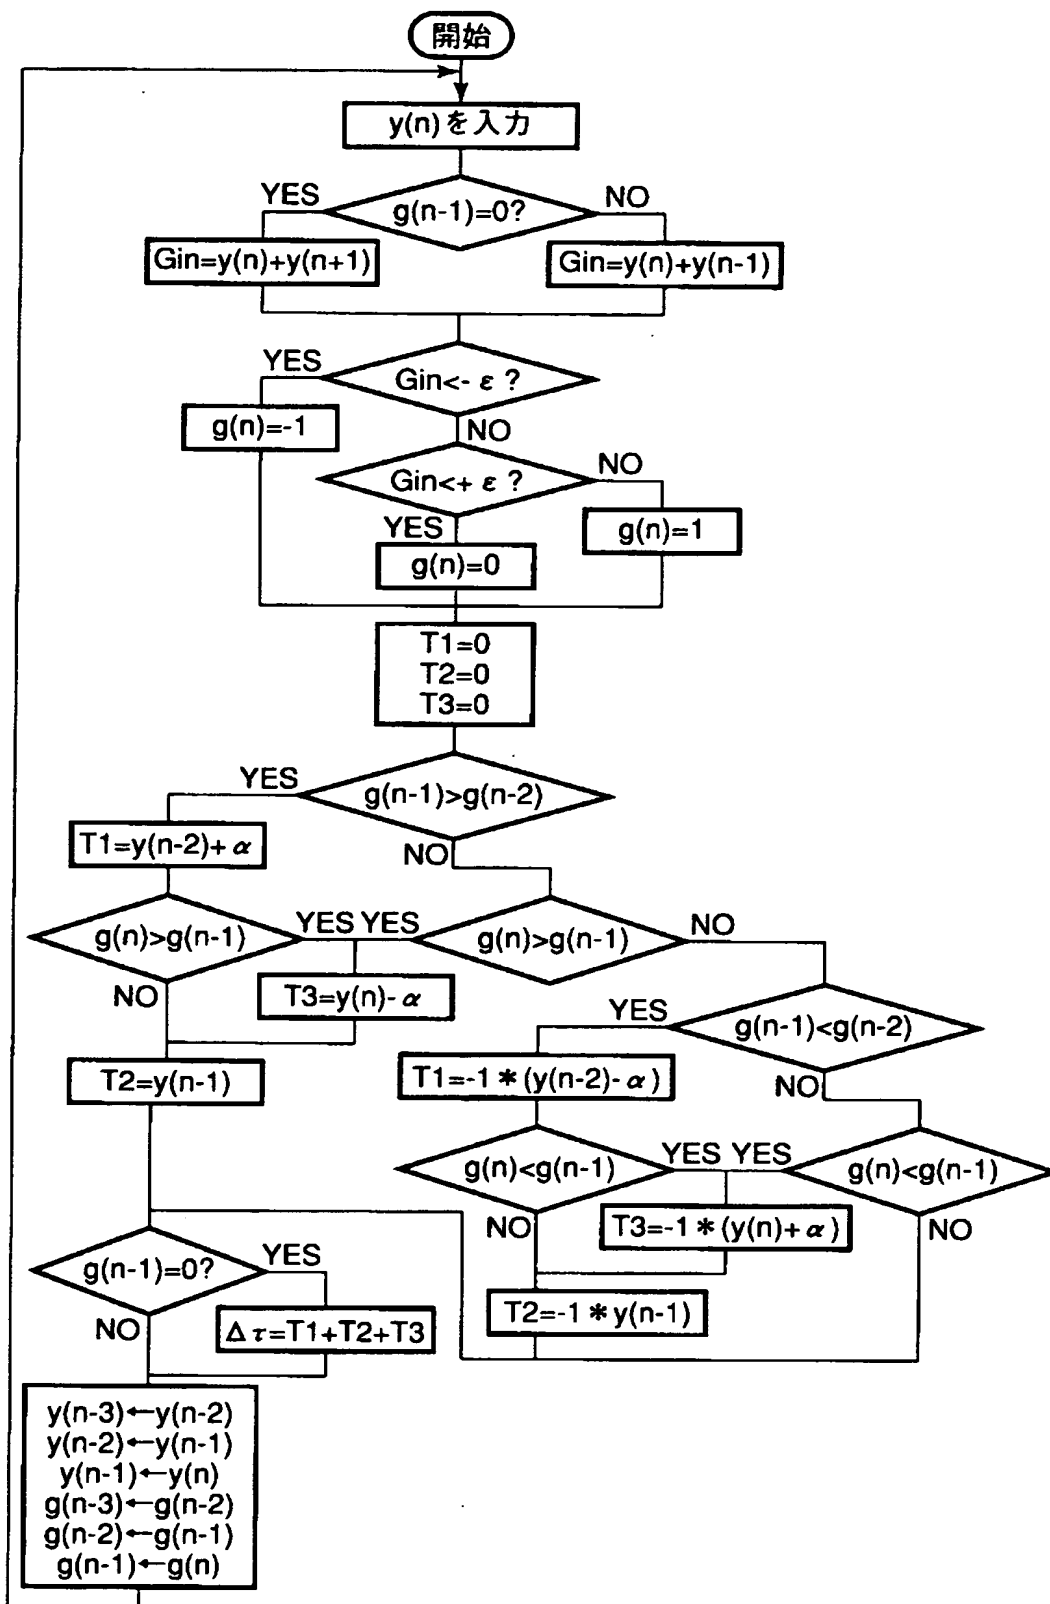 開始
y(n)を入力
YES
g(n-1)=0?
NO
Gin=y(n)+y(n+1)
Gin=y(n)+y(n-1)
YES
Gin<- ε ?
g(n)=-1
NO
Gin<+ ε ?
NO
YES
g(n)=1
g(n)=0
T1=0
T2=0
T3=0
YES
g(n-1)>g(n-2)
T1=y(n-2)+ α
NO
g(n)>g(n-1)
YES YES
g(n)>g(n-1)
NO
NO
T3=y(n)- α
YES
g(n-1)<g(n-2)
T2=y(n-1)
T1=-1 * (y(n-2)- α )
NO
g(n)<g(n-1)
YES YES
g(n)<g(n-1)
NO
T3=-1 * (y(n)+ α )
NO
g(n-1)=0?
YES
T2=-1 * y(n-1)
NO
Δ τ=T1+T2+T3
y(n-3)←y(n-2)
y(n-2)←y(n-1)
y(n-1)←y(n)
g(n-3)←g(n-2)
g(n-2)←g(n-1)
g(n-1)←g(n)